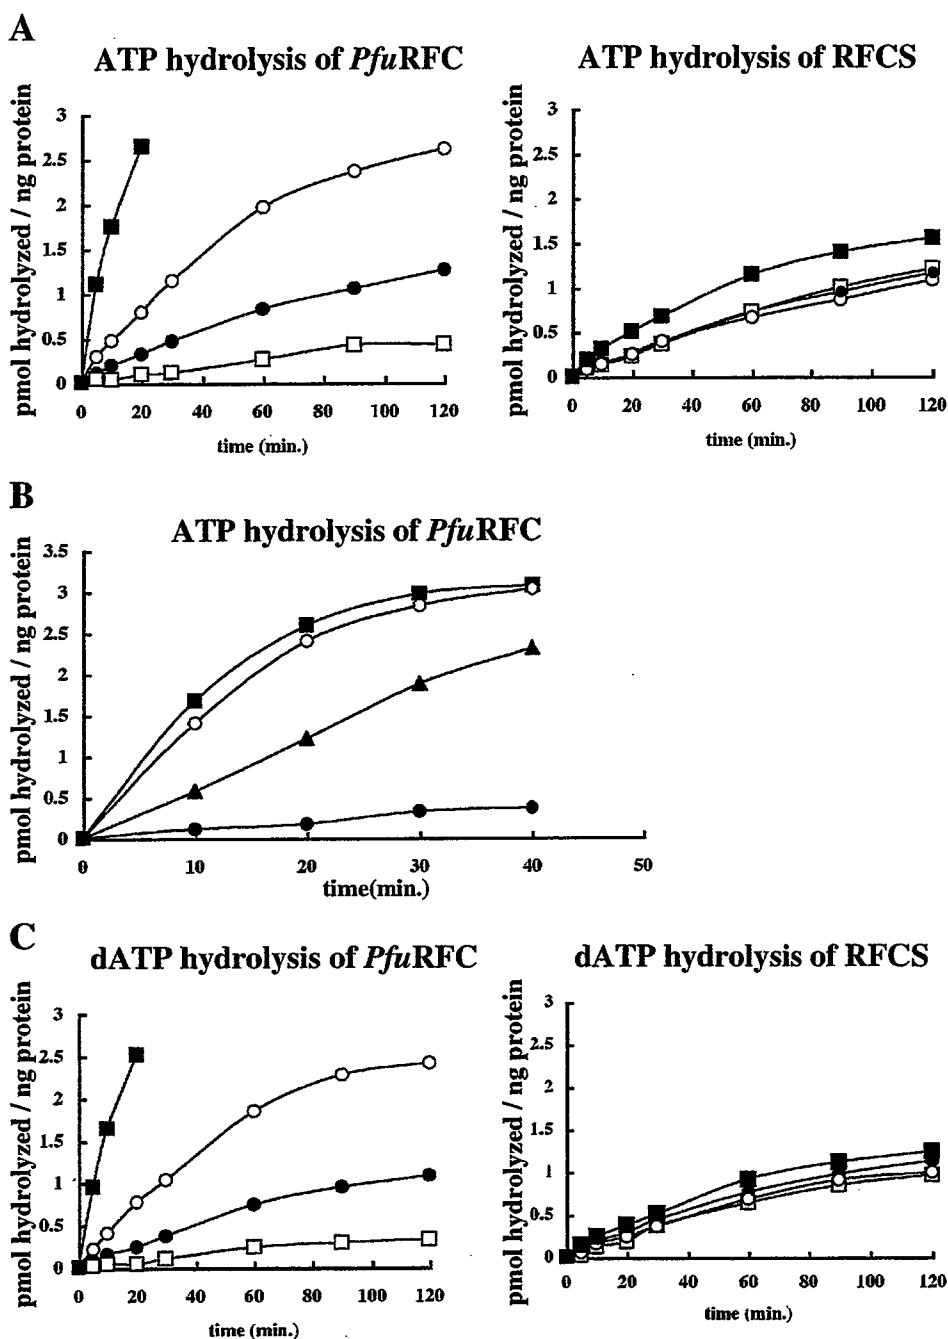 A
ATP hydrolysis of PfuRFC
pmol hydrolyzed / ng protein
3
2.5
2
1.5
1
0.5
0
0 20 40 60 80 100 120
time (min.)
ATP hydrolysis of RFCS
pmol hydrolyzed / ng protein
3
2.5
2
1.5
1
0.5
0
0 20 40 60 80 100 120
time (min.)
B
ATP hydrolysis of PfuRFC
pmol hydrolyzed / ng protein
3.5
3
2.5
2
1.5
1
0.5
0
0 10 20 30 40 50
time(min.)
C
dATP hydrolysis of PfuRFC
pmol hydrolyzed / ng protein
3
2.5
2
1.5
1
0.5
0
0 20 40 60 80 100 120
time (min.)
dATP hydrolysis of RFCS
pmol hydrolyzed / ng protein
3
2.5
2
1.5
1
0.5
0
0 20 40 60 80 100 120
time (min.)